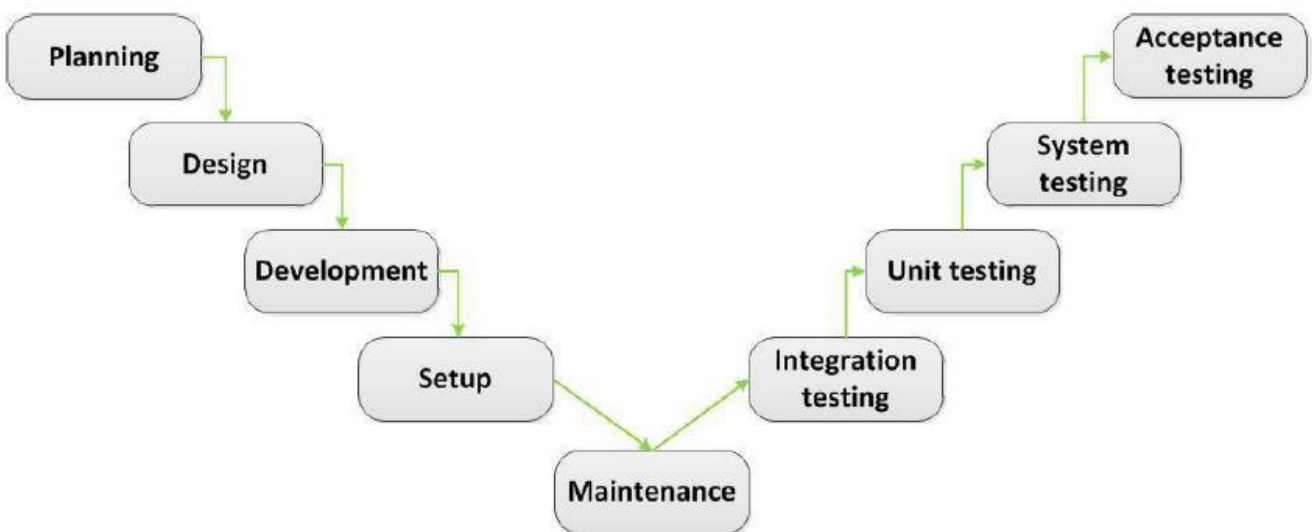 Planning
Design
Development
Setup
Maintenance
Integration
testing
Unit testing
System
testing
Acceptance
testing